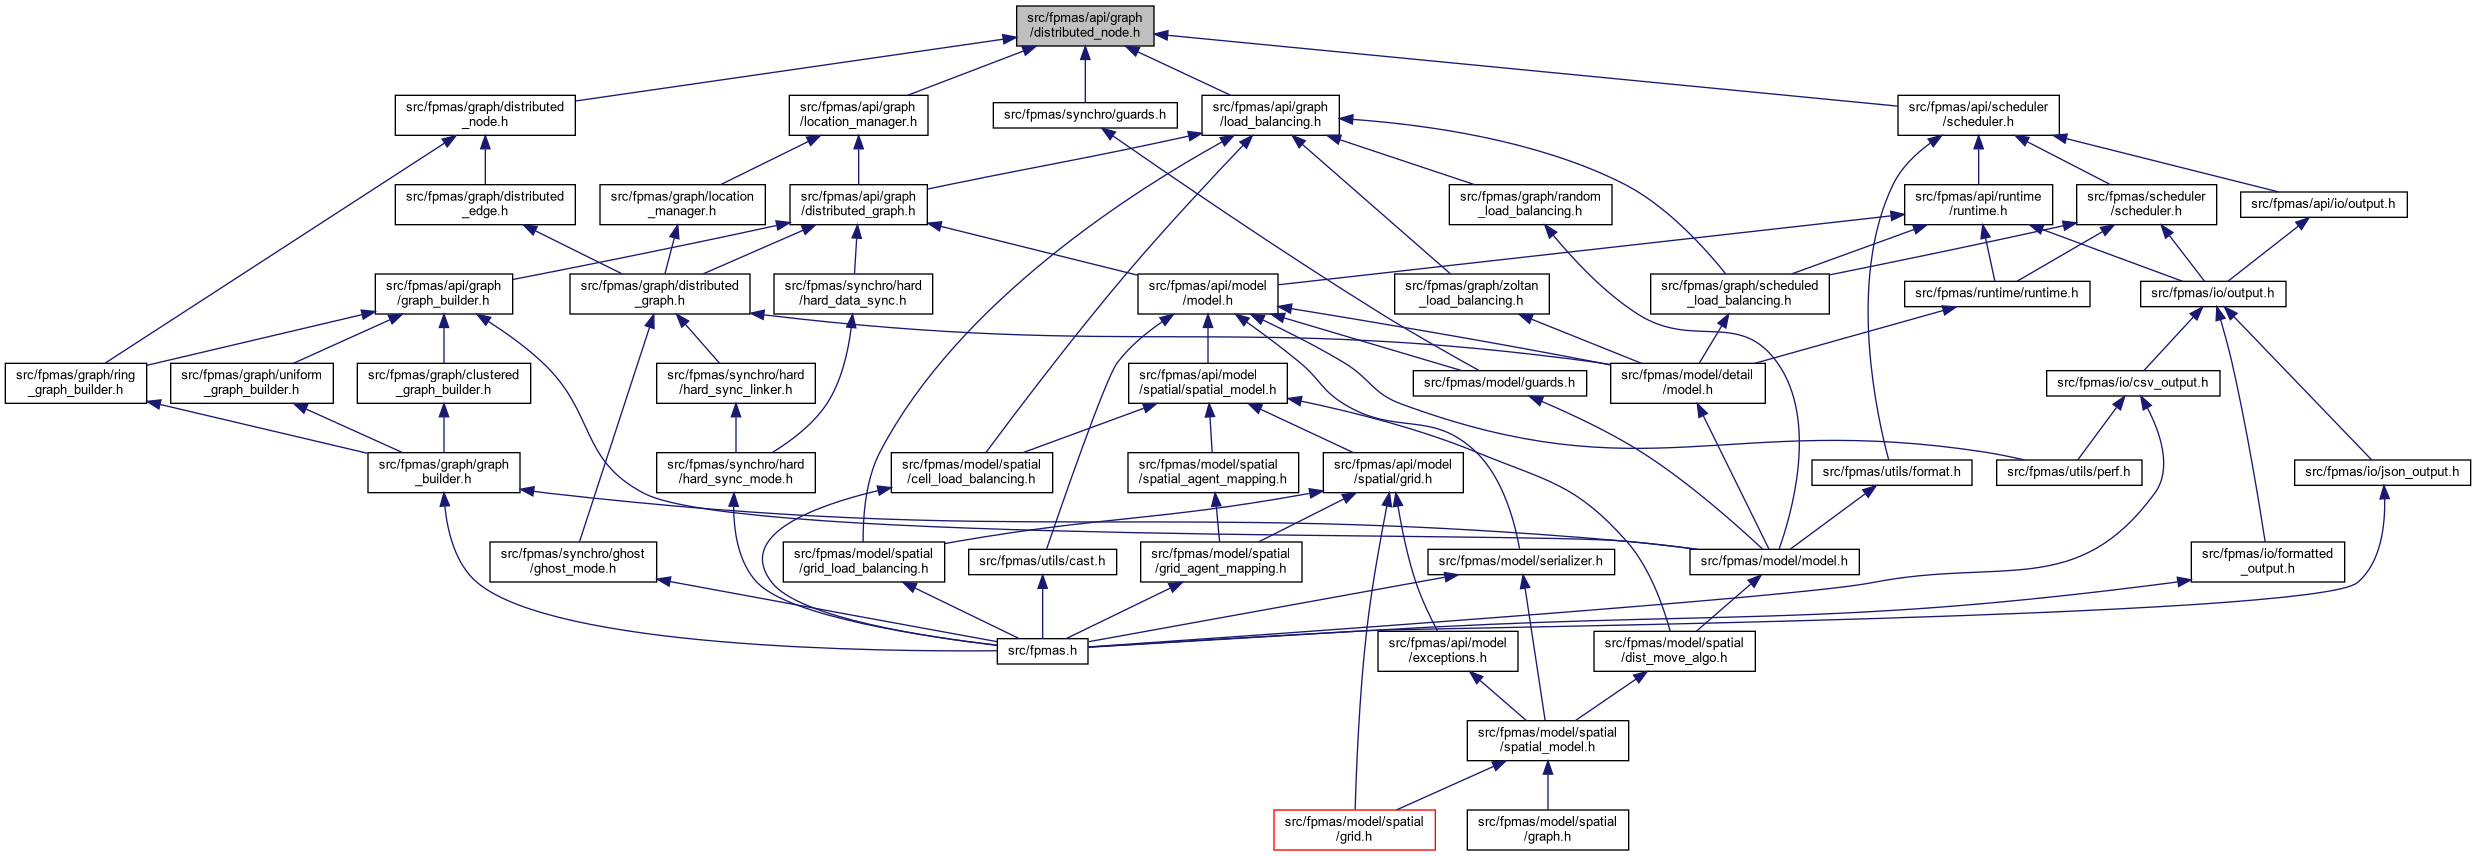 src/fpmas/api/graph
/distributed_node.h
src/fpmas/graph/distributed
_node.h
src/fpmas/api/graph
/location_manager.h
src/fpmas/synchro/guards.h
src/fpmas/api/graph
/load_balancing.h
src/fpmas/api/scheduler
/scheduler.h
src/fpmas/graph/distributed
_edge.h
src/fpmas/graph/location
_manager.h
src/fpmas/api/graph
/distributed_graph.h
src/fpmas/graph/random
_load_balancing.h
src/fpmas/api/runtime
/runtime.h
src/fpmas/scheduler
/scheduler.h
src/fpmas/api/io/output.h
src/fpmas/api/graph
/graph_builder.h
src/fpmas/graph/distributed
_graph.h
src/fpmas/synchro/hard
/hard_data_sync.h
src/fpmas/api/model
/model.h
src/fpmas/graph/zoltan
_load_balancing.h
src/fpmas/graph/scheduled
_load_balancing.h
src/fpmas/runtime/runtime.h
src/fpmas/io/output.h
src/fpmas/graph/ring
_graph_builder.h
src/fpmas/graph/uniform
_graph_builder.h
src/fpmas/graph/clustered
_graph_builder.h
src/fpmas/synchro/hard
/hard_sync_linker.h
src/fpmas/api/model
/spatial/spatial_model.h
src/fpmas/model/guards.h
src/fpmas/model/detail
/model.h
src/fpmas/io/csv_output.h
src/fpmas/graph/graph
_builder.h
src/fpmas/synchro/hard
/hard_sync_mode.h
src/fpmas/model/spatial
/cell_load_balancing.h
src/fpmas/model/spatial
/spatial_agent_mapping.h
src/fpmas/api/model
/spatial/grid.h
src/fpmas/utils/format.h
src/fpmas/utils/perf.h
src/fpmas/io/json_output.h
src/fpmas/synchro/ghost
/ghost_mode.h
src/fpmas/model/spatial
/grid_load_balancing.h
src/fpmas/utils/cast.h
src/fpmas/model/spatial
/grid_agent_mapping.h
src/fpmas/model/serializer.h
src/fpmas/model/model.h
src/fpmas/io/formatted
_output.h
src/fpmas.h
src/fpmas/api/model
/exceptions.h
src/fpmas/model/spatial
/dist_move_algo.h
src/fpmas/model/spatial
/spatial_model.h
src/fpmas/model/spatial
/grid.h
src/fpmas/model/spatial
/graph.h